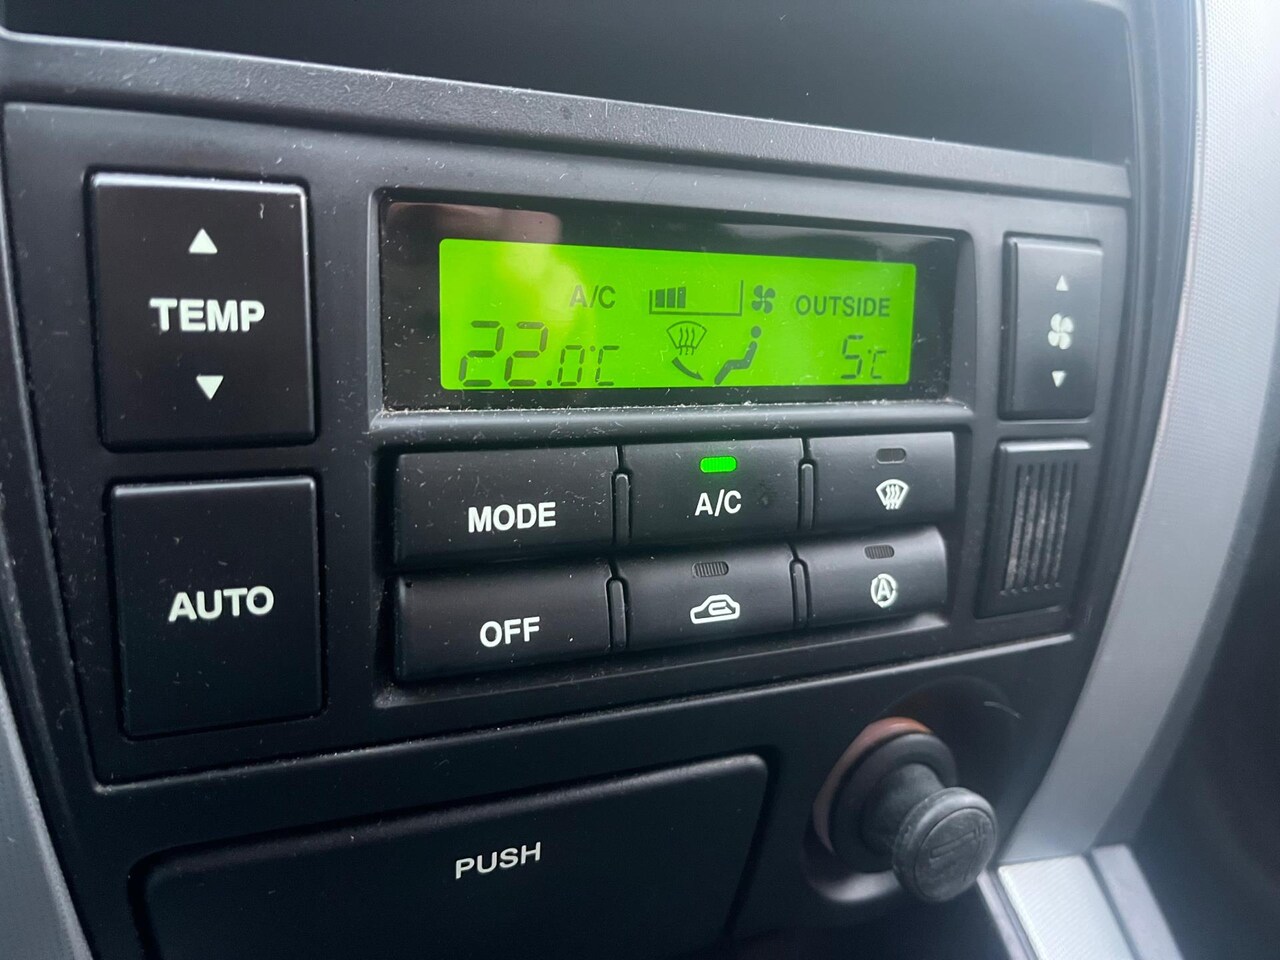 TEMP
A/C
OUTSIDE
22.0°C
5°C
MODE
A/C
AUTO
OFF
A
PUSH